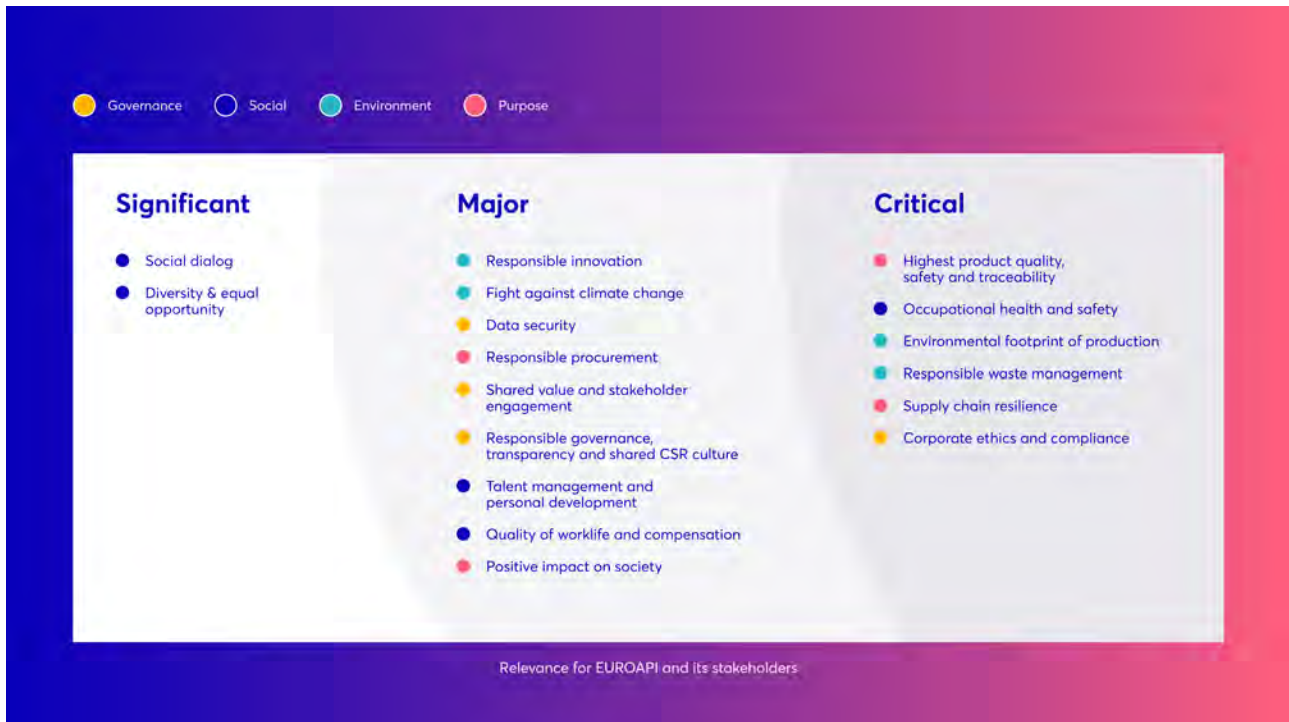 Governance
Social
Environment
Purpose
Significant
Social dialog
Diversity & equal
opportunity
Major
Responsible innovation
Fight against climate change
Data security
Responsible procurement
Shared value and stakeholder
engagement
Responsible governance,
transparency and shared CSR culture
Talent management and
personal development
Quality of worklife and compensation
Positive impact on society
Critical
Highest product quality,
safety and traceability
Occupational health and safety
Environmental footprint of production
Responsible waste management
Supply chain resilience
Corporate ethics and compliance
Relevance for EUROAPI and its stakeholders